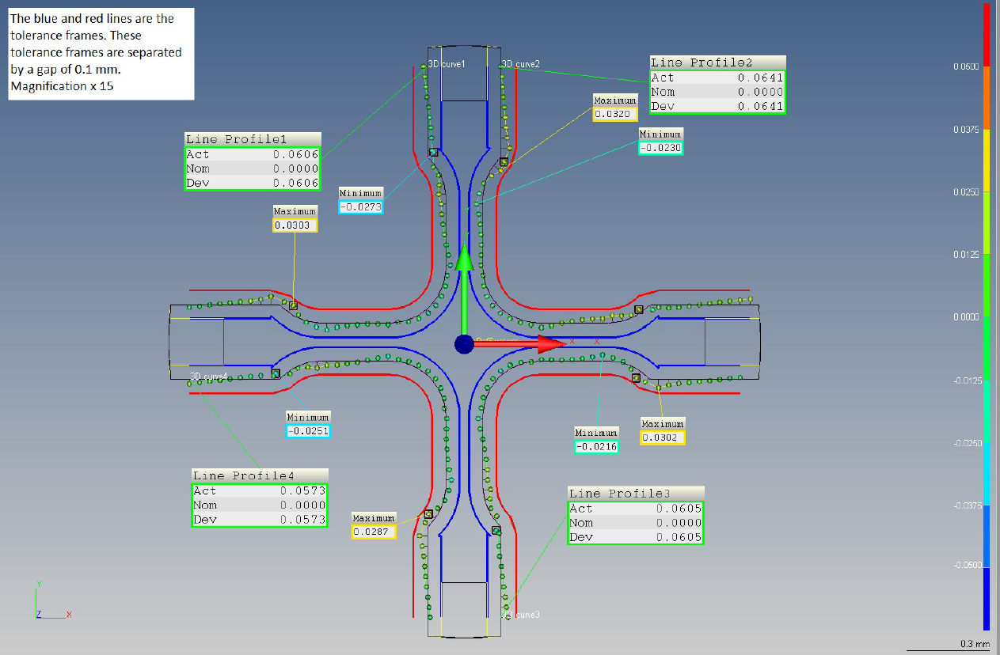 The blue and red lines are the
tolerance frames. These
tolerance frames are separated
by a gap of 0.1 mm.
Magnification x 15
3D curve1
3D curve2
Line Profile2
Act 0.0641
Nom 0.0000
Dev 0.0641
0.0500
Maximum
0.0320
Minimum
-0.0230
0.0375
Line Profile1
Act 0.0606
Nom 0.0000
Dev 0.0606
Minimum
-0.0273
0.0250
Maximum
0.0303
0.0125
0.0000
X X
3D curve4
-0.0125
Minimum
-0.0251
Minimum
-0.0216
Maximum
0.0302
-0.0250
Line Profile4
Act 0.0573
Nom 0.0000
Dev 0.0573
Line Profile3
Act 0.0605
Nom 0.0000
Dev 0.0605
-0.0375
Maximum
0.0287
-0.0500
Y
Z X
3D curve3
0.3 mm